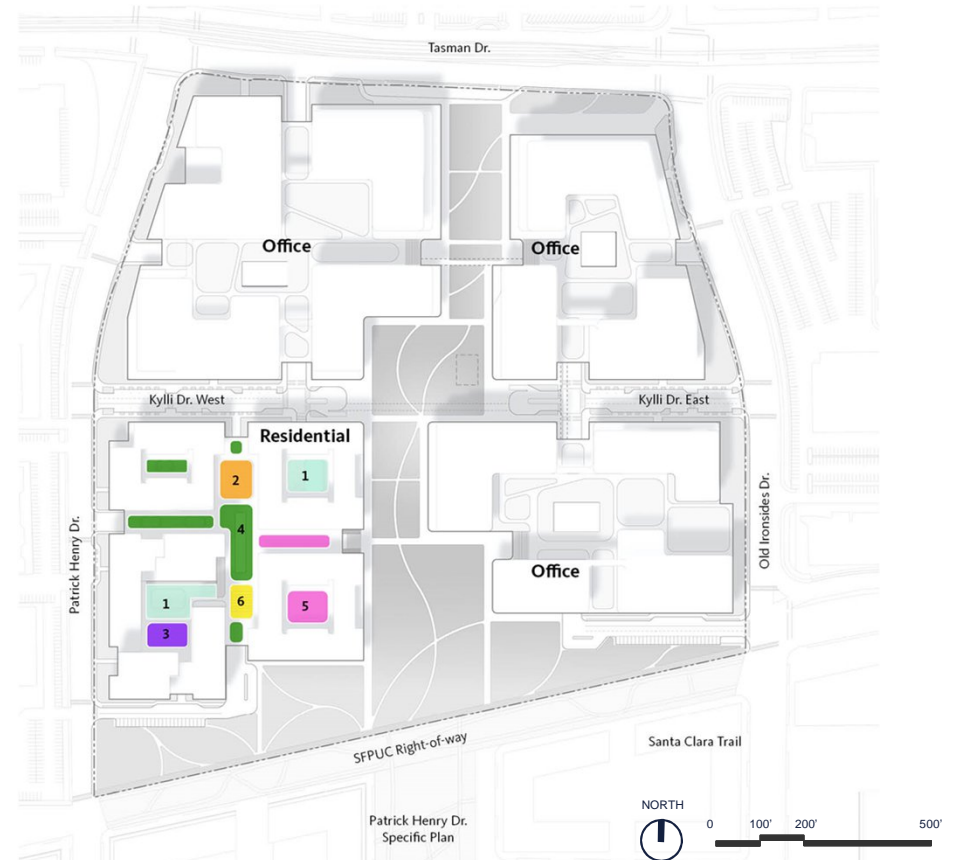 Tasman Dr.
Office
Office
Kylli Dr. West
Kylli Dr. East
Residential
1
2
4
Patrick Henry Dr.
Old Ironsides Dr.
Office
1
6
5
3
SFPUC Right-of-way
Santa Clara Trail
Patrick Henry Dr.
Specific Plan
NORTH
0 100' 200' 500'